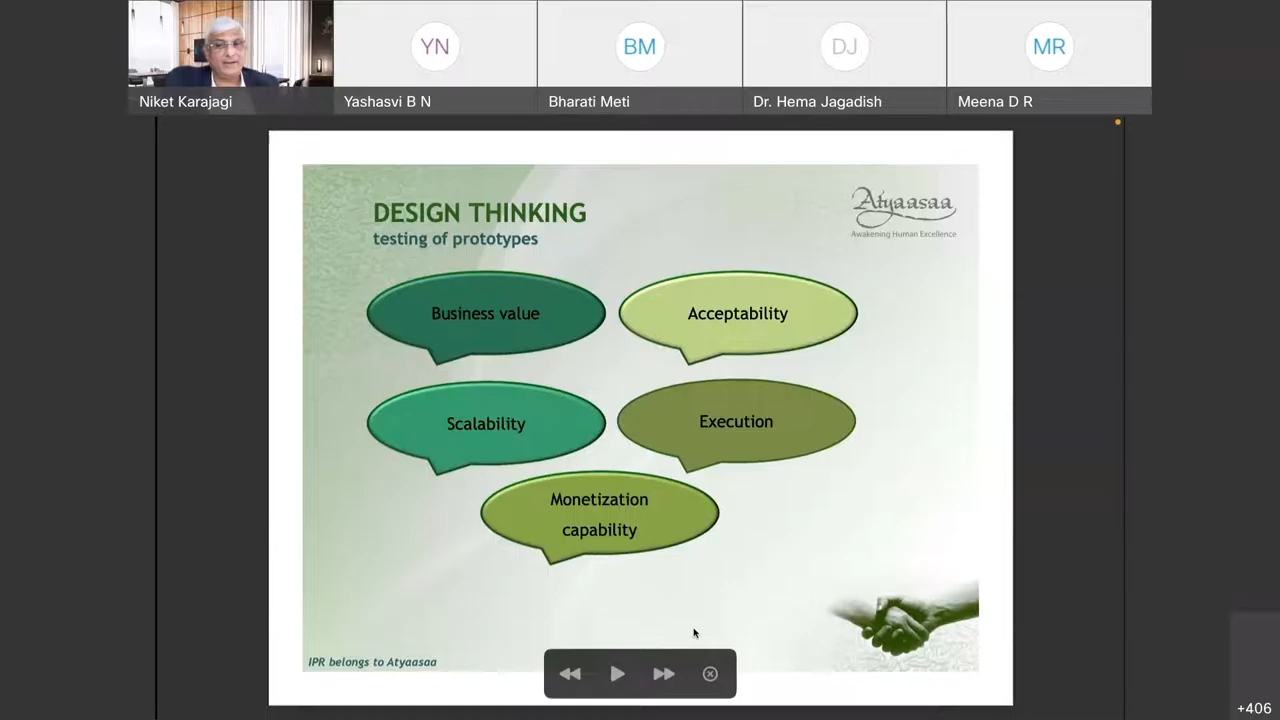 YN
BM
DJ
MR
Niket Karajagi
Yashasvi B N
Bharati Meti
Dr. Hema Jagadish
Meena D R
DESIGN THINKING
testing of prototypes
Atyaasaa
Awakening Human Excellence
Business value
Acceptability
Scalability
Execution
Monetization
capability
IPR belongs to Atyaasaa
+406